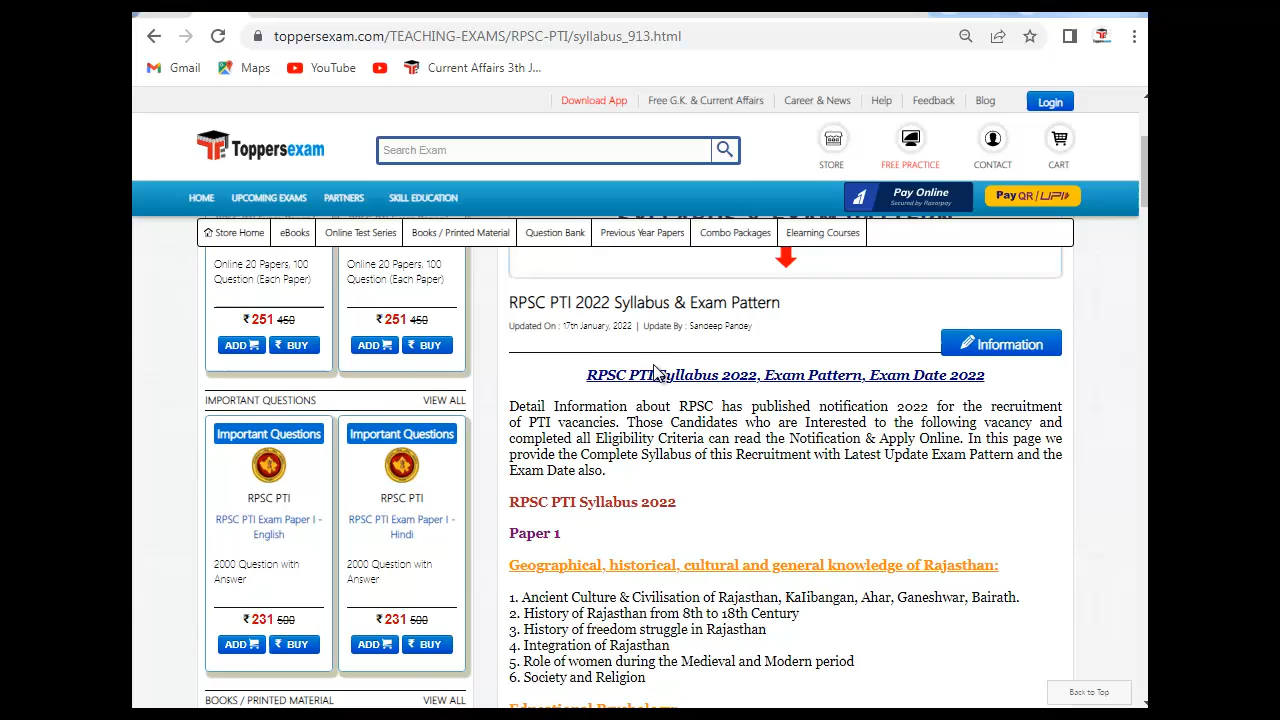 toppersexam.com/TEACHING-EXAMS/RPSC-PTI/syllabus_913.html
Gmail Maps YouTube Current Affairs 3th J...
Download App Free G.K. & Current Affairs Career & News Help Feedback Blog Login
Toppersexam
Search Exam
STORE FREE PRACTICE CONTACT CART
HOME UPCOMING EXAMS PARTNERS SKILL EDUCATION
Pay Online
Secured by Razorpay
Pay QR / UPI
Store Home eBooks Online Test Series Books / Printed Material Question Bank Previous Year Papers Combo Packages Elearning Courses
Online 20 Papers, 100
Question (Each Paper)
₹ 251 450
ADD ₹ BUY
Online 20 Papers, 100
Question (Each Paper)
₹ 251 450
ADD ₹ BUY
IMPORTANT QUESTIONS VIEW ALL
Important Questions
RPSC PTI
RPSC PTI Exam Paper I -
English
2000 Question with
Answer
₹ 231 500
ADD ₹ BUY
Important Questions
RPSC PTI
RPSC PTI Exam Paper I -
Hindi
2000 Question with
Answer
₹ 231 500
ADD ₹ BUY
BOOKS / PRINTED MATERIAL VIEW ALL
RPSC PTI 2022 Syllabus & Exam Pattern
Updated On : 17th January, 2022 | Update By : Sandeep Pandey
Information
RPSC PTI Syllabus 2022, Exam Pattern, Exam Date 2022
Detail Information about RPSC has published notification 2022 for the recruitment
of PTI vacancies. Those Candidates who are Interested to the following vacancy and
completed all Eligibility Criteria can read the Notification & Apply Online. In this page we
provide the Complete Syllabus of this Recruitment with Latest Update Exam Pattern and the
Exam Date also.
RPSC PTI Syllabus 2022
Paper 1
Geographical, historical, cultural and general knowledge of Rajasthan:
1. Ancient Culture & Civilisation of Rajasthan, KaIibangan, Ahar, Ganeshwar, Bairath.
2. History of Rajasthan from 8th to 18th Century
3. History of freedom struggle in Rajasthan
4. Integration of Rajasthan
5. Role of women during the Medieval and Modern period
6. Society and Religion
Educational Psychology:
Back to Top